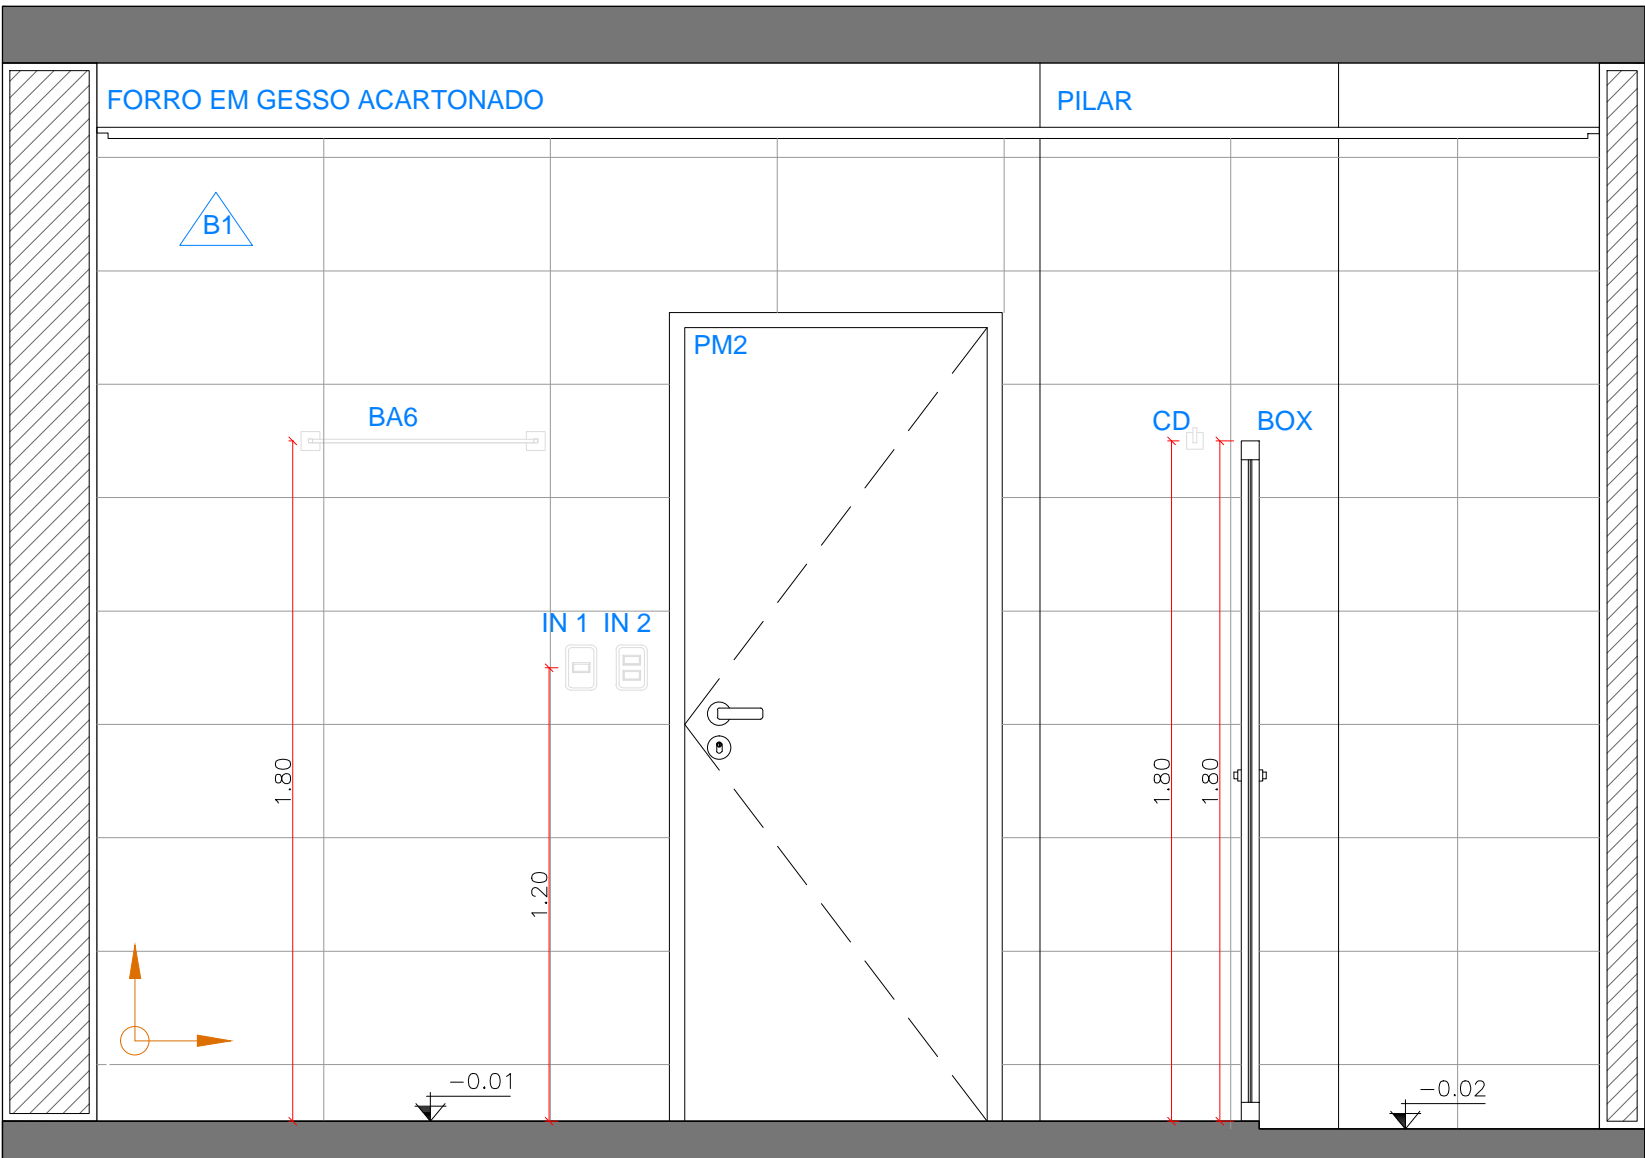 FORRO EM GESSO ACARTONADO
PILAR
B1
PM2
BA6
CD
BOX
IN 1 IN 2
1.80
1.80
1.80
1.20
-0.01
-0.02